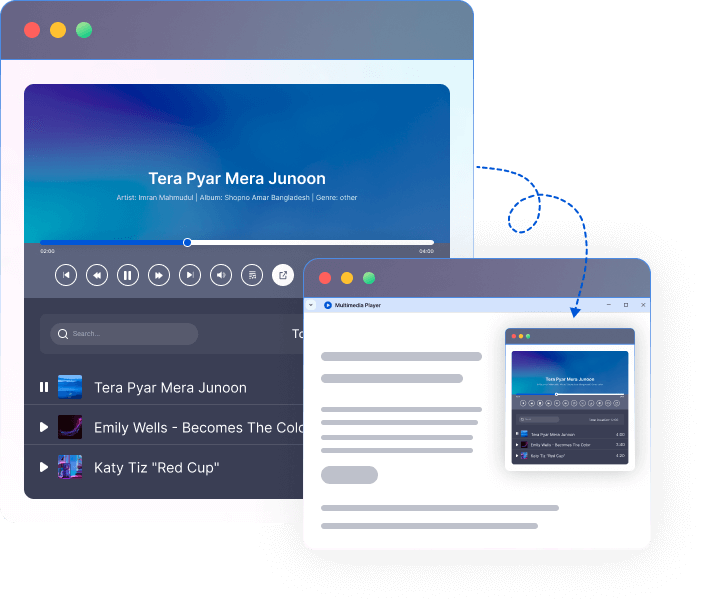 Tera Pyar Mera Junoon
Artist: Imran Mahmudul | Album: Shopno Amar Bangladesh | Genre: other
02:00
04:00
Search...
To
Tera Pyar Mera Junoon
Emily Wells - Becomes The Colo
Katy Tiz "Red Cup"
Multimedia Player
Tera Pyar Mera Junoon
Tera Pyar Mera Junoon 4:00
Emily Wells - Becomes The Color 3:40
Katy Tiz "Red Cup" 4:20